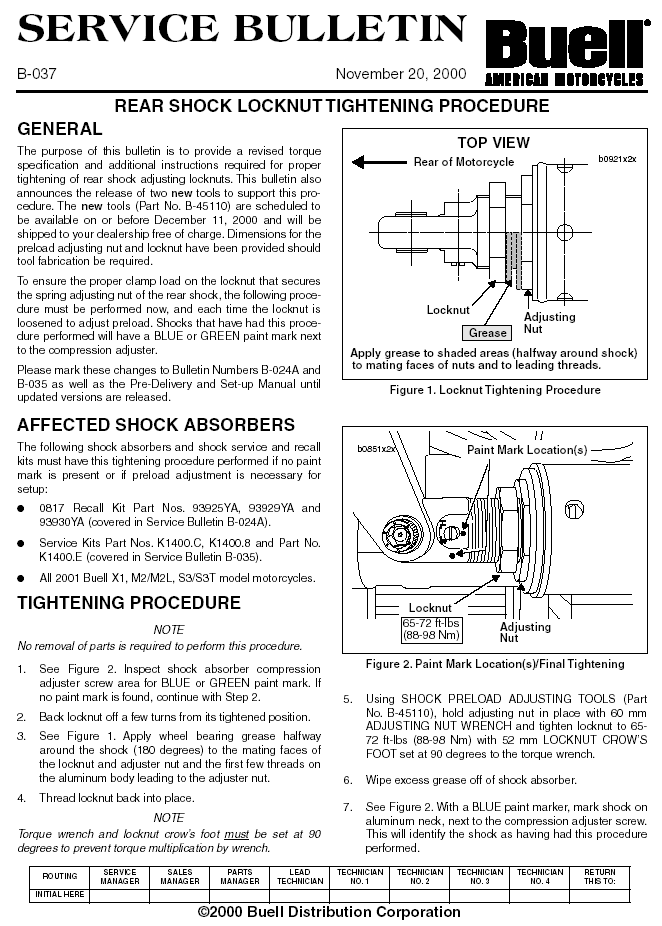 SERVICE BULLETIN
Buell®
AMERICAN MOTORCYCLES
B-037
November 20, 2000
REAR SHOCK LOCKNUT TIGHTENING PROCEDURE
GENERAL
The purpose of this bulletin is to provide a revised torque
specification and additional instructions required for proper
tightening of rear shock adjusting locknuts. This bulletin also
announces the release of two new tools to support this pro-
cedure. The new tools (Part No. B-45110) are scheduled to
be available on or before December 11, 2000 and will be
shipped to your dealership free of charge. Dimensions for the
preload adjusting nut and locknut have been provided should
tool fabrication be required.
To ensure the proper clamp load on the locknut that secures
the spring adjusting nut of the rear shock, the following proce-
dure must be performed now, and each time the locknut is
loosened to adjust preload. Shocks that have had this proce-
dure performed will have a BLUE or GREEN paint mark next
to the compression adjuster.
Please mark these changes to Bulletin Numbers B-024A and
B-035 as well as the Pre-Delivery and Set-up Manual until
updated versions are released.
AFFECTED SHOCK ABSORBERS
The following shock absorbers and shock service and recall
kits must have this tightening procedure performed if no paint
mark is present or if preload adjustment is necessary for
setup:
● 0817 Recall Kit Part Nos. 93925YA, 93929YA and
93930YA (covered in Service Bulletin B-024A).
● Service Kits Part Nos. K1400.C, K1400.8 and Part No.
K1400.E (covered in Service Bulletin B-035).
● All 2001 Buell X1, M2/M2L, S3/S3T model motorcycles.
TIGHTENING PROCEDURE
NOTE
No removal of parts is required to perform this procedure.
1. See Figure 2. Inspect shock absorber compression
adjuster screw area for BLUE or GREEN paint mark. If
no paint mark is found, continue with Step 2.
2. Back locknut off a few turns from its tightened position.
3. See Figure 1. Apply wheel bearing grease halfway
around the shock (180 degrees) to the mating faces of
the locknut and adjuster nut and the first few threads on
the aluminum body leading to the adjuster nut.
4. Thread locknut back into place.
NOTE
Torque wrench and locknut crow's foot must be set at 90
degrees to prevent torque multiplication by wrench.
TOP VIEW
Rear of Motorcycle
b0921x2x
Locknut
Grease
Adjusting
Nut
Apply grease to shaded areas (halfway around shock)
to mating faces of nuts and to leading threads.
Figure 1. Locknut Tightening Procedure
b0851x2x
Paint Mark Location(s)
Locknut
65-72 ft-lbs
(88-98 Nm)
Adjusting
Nut
Figure 2. Paint Mark Location(s)/Final Tightening
5. Using SHOCK PRELOAD ADJUSTING TOOLS (Part
No. B-45110), hold adjusting nut in place with 60 mm
ADJUSTING NUT WRENCH and tighten locknut to 65-
72 ft-lbs (88-98 Nm) with 52 mm LOCKNUT CROW'S
FOOT set at 90 degrees to the torque wrench.
6. Wipe excess grease off of shock absorber.
7. See Figure 2. With a BLUE paint marker, mark shock on
aluminum neck, next to the compression adjuster screw.
This will identify the shock as having had this procedure
performed.
ROUTING SERVICE MANAGER SALES MANAGER PARTS MANAGER LEAD TECHNICIAN TECHNICIAN NO. 1 TECHNICIAN NO. 2 TECHNICIAN NO. 3 TECHNICIAN NO. 4 RETURN THIS TO:
INITIAL HERE
©2000 Buell Distribution Corporation